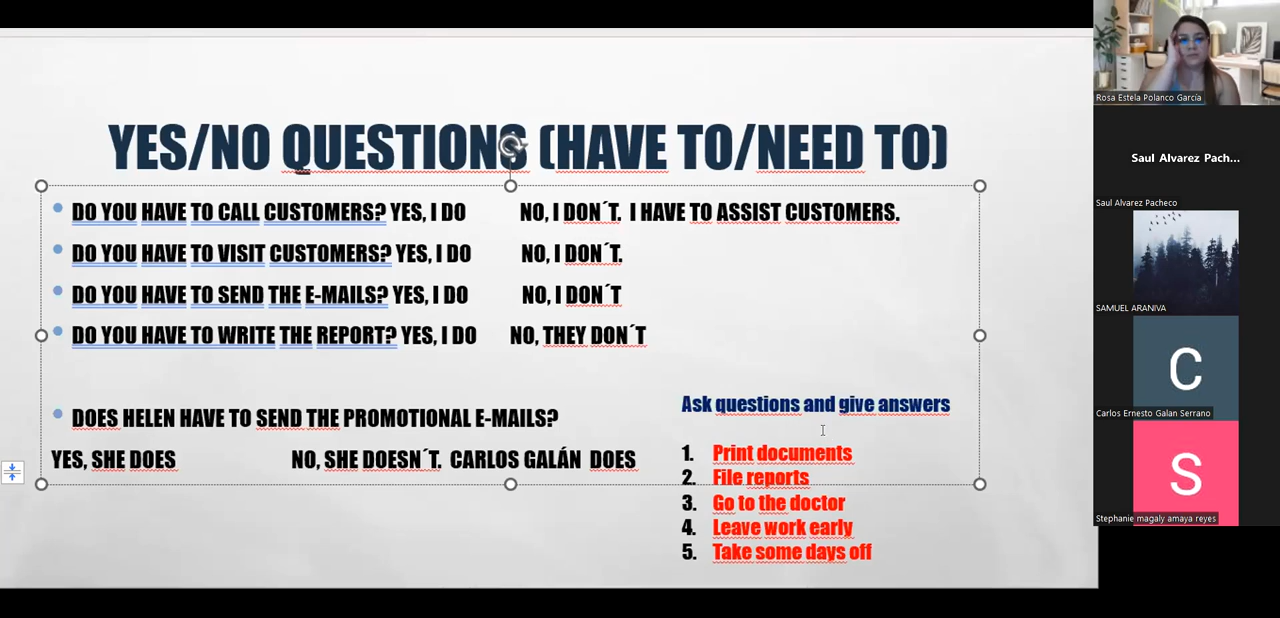 YES/NO QUESTIONS (HAVE TO/NEED TO)
DO YOU HAVE TO CALL CUSTOMERS? YES, I DO NO, I DON´T. I HAVE TO ASSIST CUSTOMERS.
DO YOU HAVE TO VISIT CUSTOMERS? YES, I DO NO, I DON´T.
DO YOU HAVE TO SEND THE E-MAILS? YES, I DO NO, I DON´T
DO YOU HAVE TO WRITE THE REPORT? YES, I DO NO, THEY DON´T
DOES HELEN HAVE TO SEND THE PROMOTIONAL E-MAILS?
YES, SHE DOES NO, SHE DOESN´T. CARLOS GALÁN DOES
Ask questions and give answers
1. Print documents
2. File reports
3. Go to the doctor
4. Leave work early
5. Take some days off
Rosa Estela Polanco García
Saul Alvarez Pach...
Saul Alvarez Pacheco
SAMUEL ARANIVA
C
Carlos Ernesto Galan Serrano
S
Stephanie magaly amaya reyes